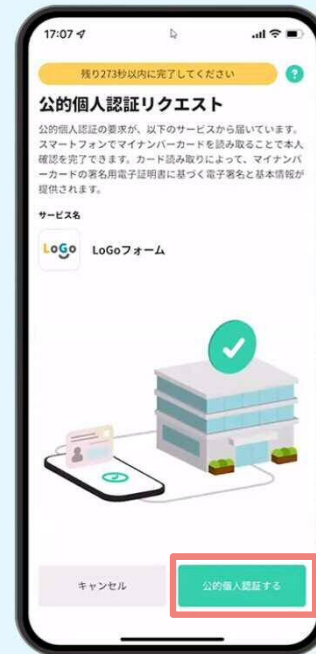 17:07
残り273秒以内に完了してください
?
公的個人認証リクエスト
公的個人認証の要求が、以下のサービスから届いています。
スマートフォンでマイナンバーカードを読み取ることで本人
確認を完了できます。カード読み取りによって、マイナンバ
ーカードの署名用電子証明書に基づく電子署名と基本情報が
提供されます。
サービス名
LoGo
LoGoフォーム
キャンセル
公的個人認証する